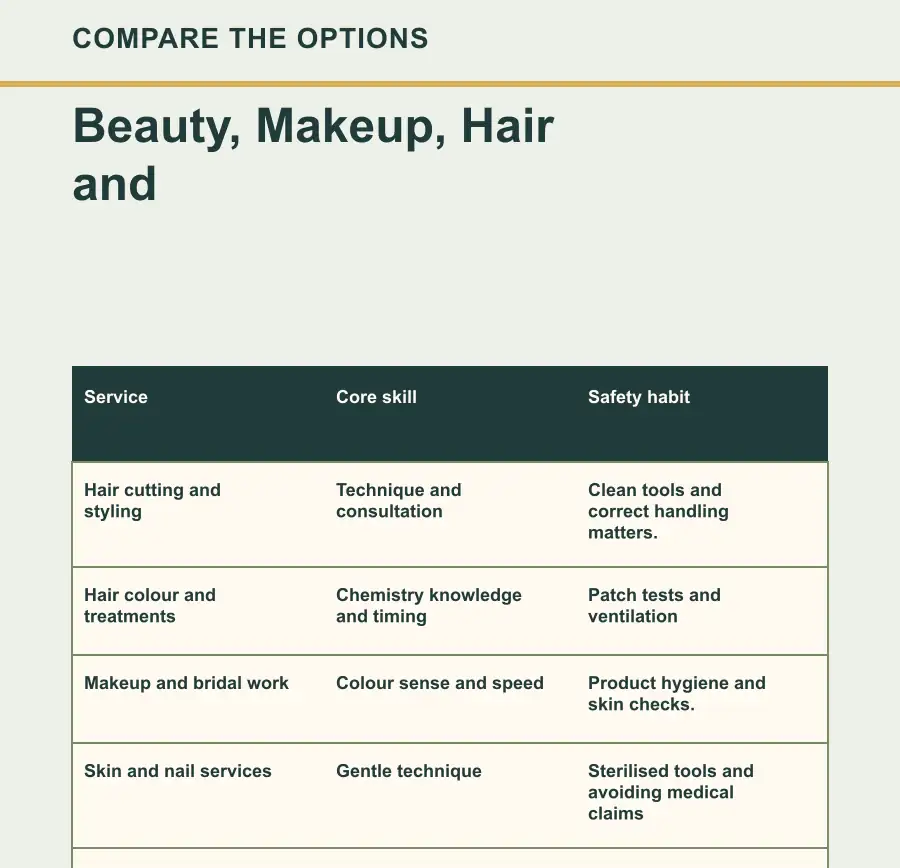 COMPARE THE OPTIONS
Beauty, Makeup, Hair
and
Service
Core skill
Safety habit
Hair cutting and
styling
Technique and
consultation
Clean tools and
correct handling
matters.
Hair colour and
treatments
Chemistry knowledge
and timing
Patch tests and
ventilation
Makeup and bridal work
Colour sense and speed
Product hygiene and
skin checks.
Skin and nail services
Gentle technique
Sterilised tools and
avoiding medical
claims